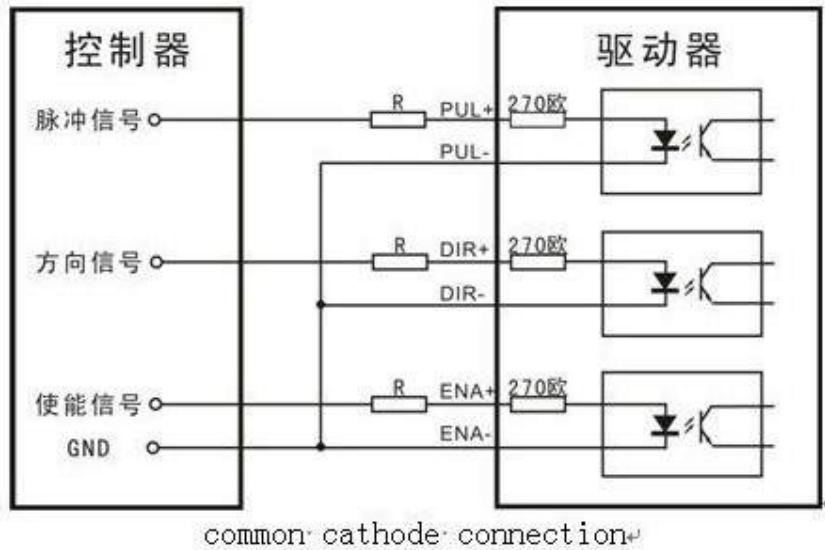 控制器
驱动器
脉冲信号
R
PUL+
270欧
PUL-
方向信号
R
DIR+
270欧
DIR-
使能信号
R
ENA+
270欧
GND
ENA-
common cathode connection